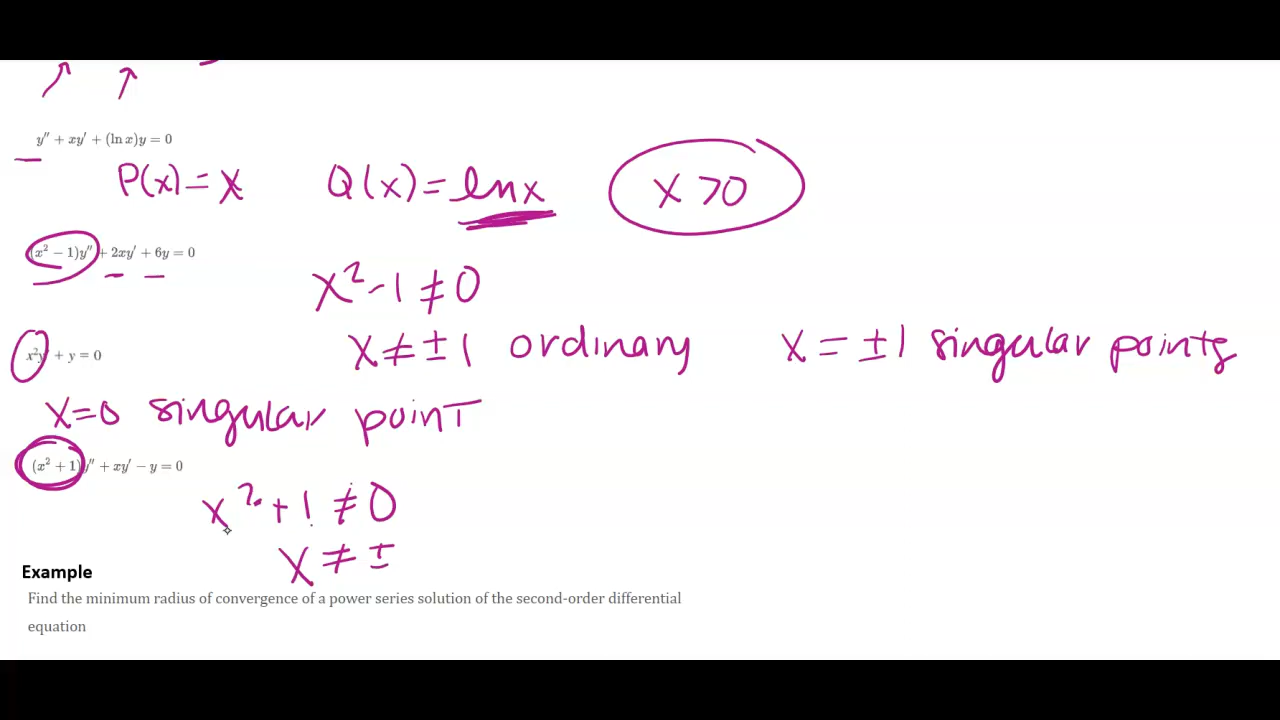 y″ + xy′ + (ln x)y = 0
P(x) = x Q(x) = lnx x > 0
(x² − 1)y″ + 2xy′ + 6y = 0
x² - 1 ≠ 0
x ≠ ± 1 ordinary x = ± 1 singular points
x²y″ + y = 0
x=0 singular point
(x² + 1)y″ + xy′ − y = 0
x² + 1 ≠ 0
x ≠ ±
Example
Find the minimum radius of convergence of a power series solution of the second-order differential
equation